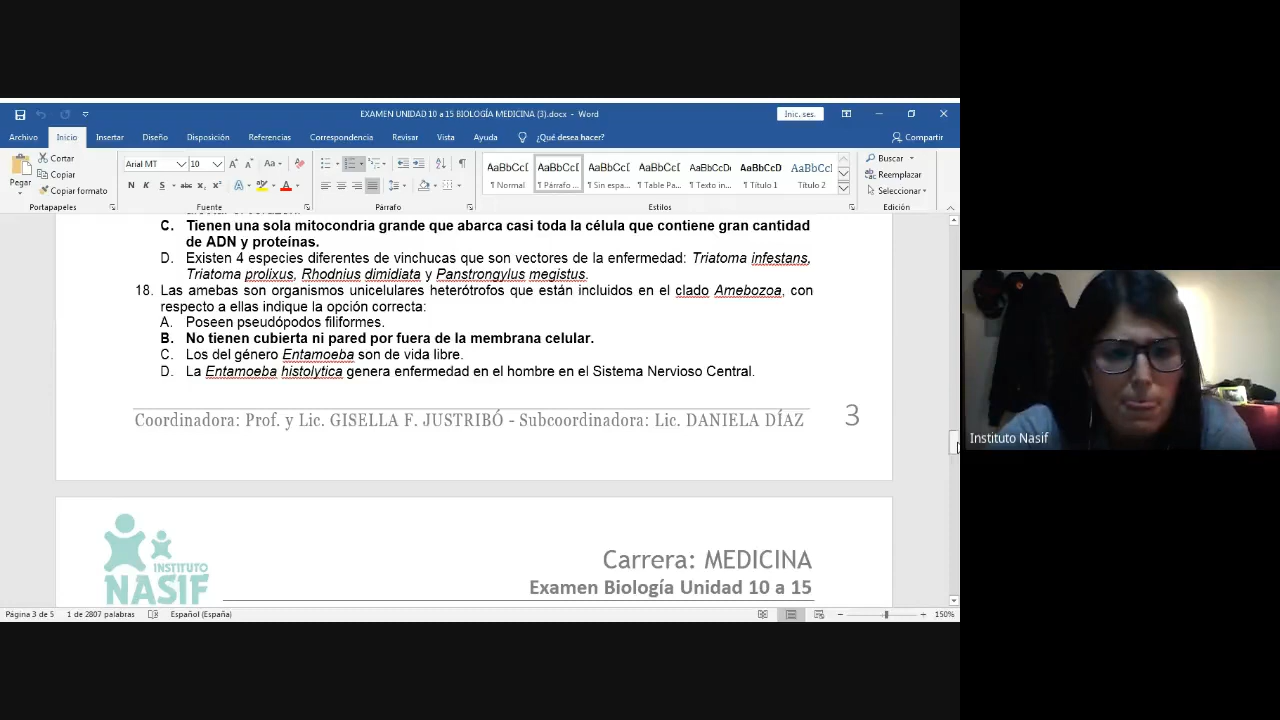 EXAMEN UNIDAD 10 a 15 BIOLOGÍA MEDICINA (3).docx - Word
Inic. ses.
Archivo Inicio Insertar Diseño Disposición Referencias Correspondencia Revisar Vista Ayuda ¿Qué desea hacer? Compartir
Pegar
Cortar
Copiar
Copiar formato
Arial MT 10
N K S abc x₂ x²
AaBbCcI AaBbCcI AaBbCcI AaBbCcI AaBbCcD AaBbCcD AaBbCcI
¶ Normal ¶ Párrafo ... ¶ Sin espa... ¶ Table Pa... ¶ Texto in... ¶ Título 1 Título 2
Buscar
Reemplazar
Seleccionar
Portapapeles Fuente Párrafo Estilos Edición
C. Tienen una sola mitocondria grande que abarca casi toda la célula que contiene gran cantidad
de ADN y proteínas.
D. Existen 4 especies diferentes de vinchucas que son vectores de la enfermedad: Triatoma infestans,
Triatoma prolixus, Rhodnius dimidiata y Panstrongylus megistus.
18. Las amebas son organismos unicelulares heterótrofos que están incluidos en el clado Amebozoa, con
respecto a ellas indique la opción correcta:
A. Poseen pseudópodos filiformes.
B. No tienen cubierta ni pared por fuera de la membrana celular.
C. Los del género Entamoeba son de vida libre.
D. La Entamoeba histolytica genera enfermedad en el hombre en el Sistema Nervioso Central.
Coordinadora: Prof. y Lic. GISELLA F. JUSTRIBÓ - Subcoordinadora: Lic. DANIELA DÍAZ 3
INSTITUTO
NASIF
Carrera: MEDICINA
Examen Biología Unidad 10 a 15
Página 3 de 5 1 de 2807 palabras Español (España) 150%
Instituto Nasif